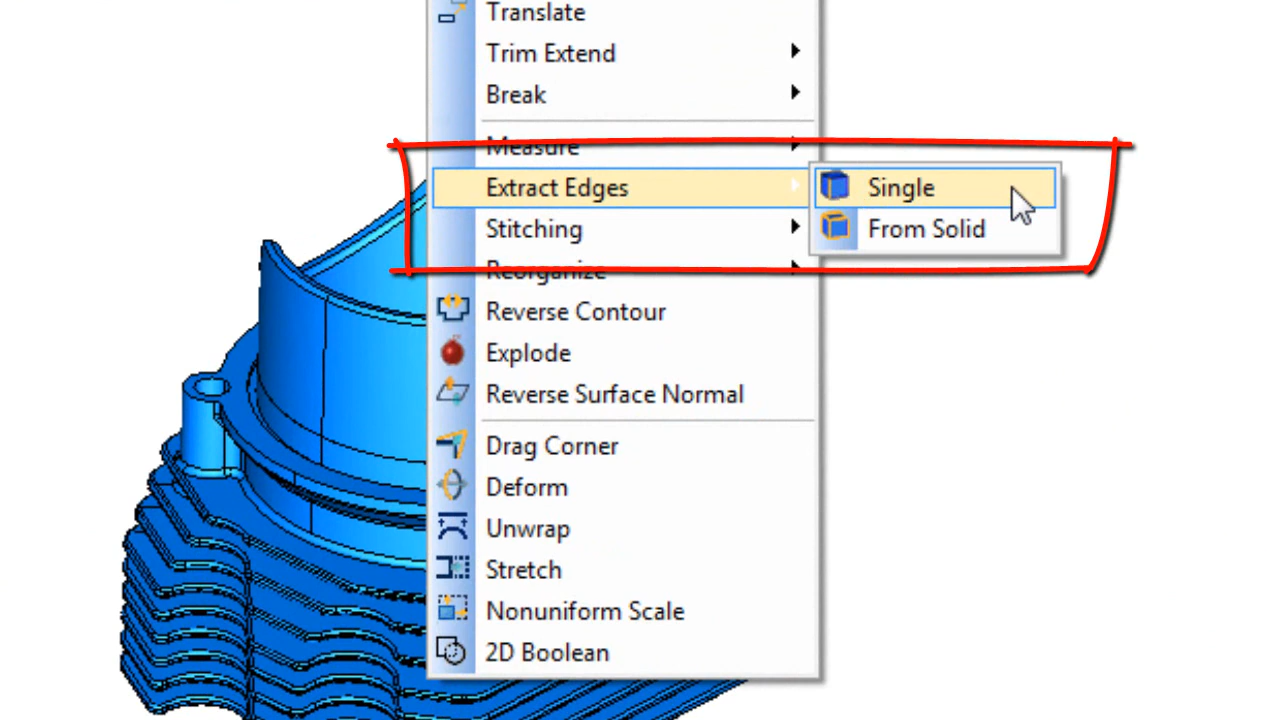 Translate
Trim Extend
Break
Measure
Extract Edges
Single
Stitching
From Solid
Reorganize
Reverse Contour
Explode
Reverse Surface Normal
Drag Corner
Deform
Unwrap
Stretch
Nonuniform Scale
2D Boolean